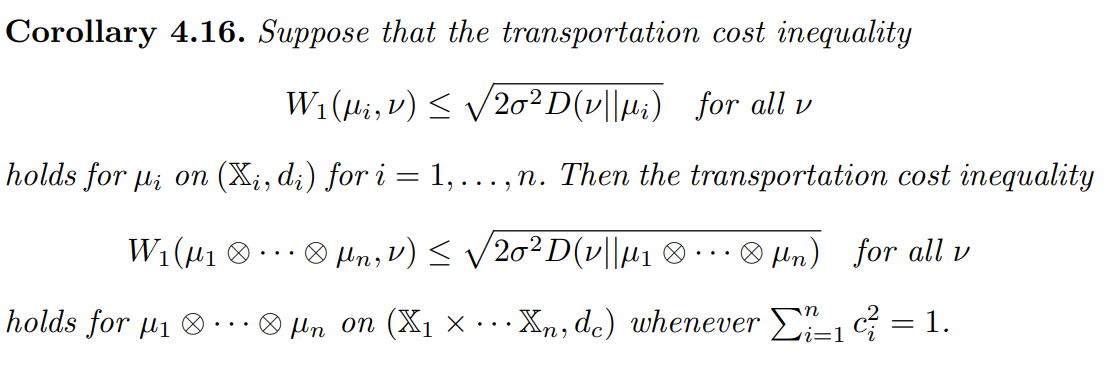 Corollary 4.16. Suppose that the transportation cost inequality
W₁(μᵢ, ν) ≤ √(2σ²D(ν||μᵢ)) for all ν
holds for μᵢ on (𝕏ᵢ, dᵢ) for i = 1, . . . , n. Then the transportation cost inequality
W₁(μ₁ ⊗ · · · ⊗ μₙ, ν) ≤ √(2σ²D(ν||μ₁ ⊗ · · · ⊗ μₙ)) for all ν
holds for μ₁ ⊗ · · · ⊗ μₙ on (𝕏₁ × · · · 𝕏ₙ, d_c) whenever ∑ⁿᵢ₌₁ cᵢ² = 1.